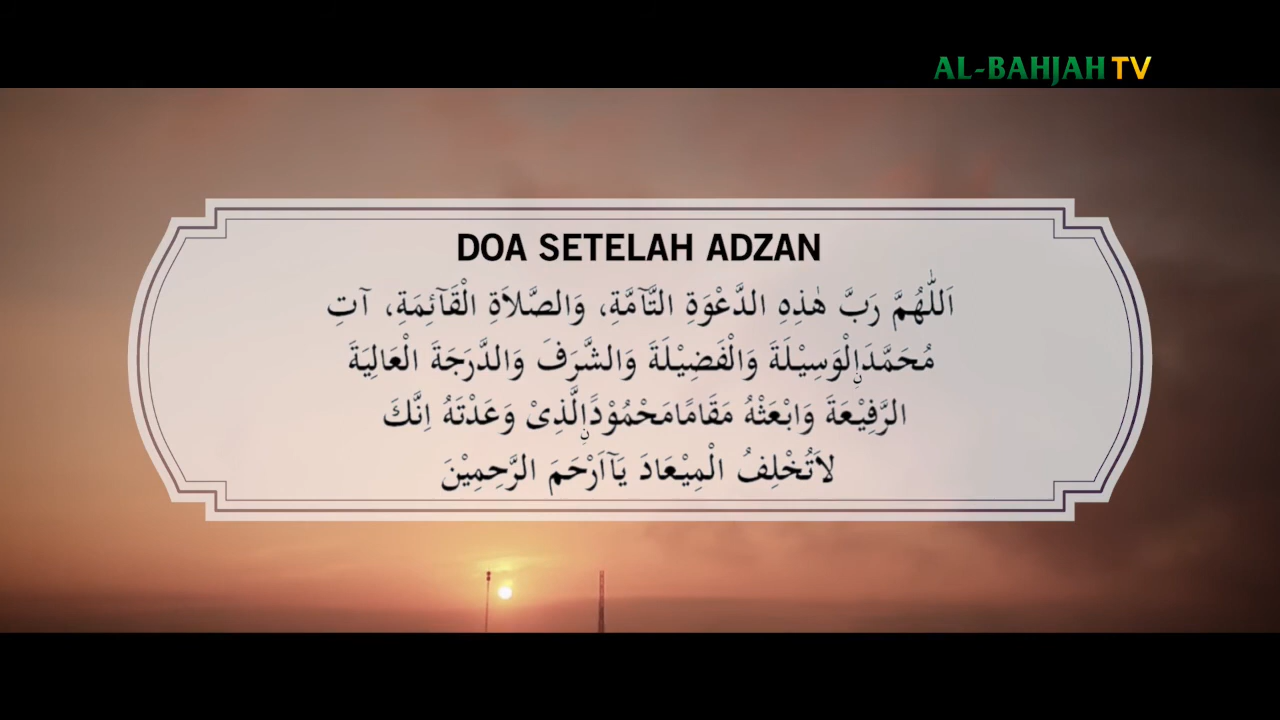 AL-BAHJAH TV
DOA SETELAH ADZAN
اَللّٰهُمَّ رَبَّ هٰذِهِ الدَّعْوَةِ التَّآمَّةِ، وَالصَّلاَةِ الْقَآئِمَةِ، آتِ
مُحَمَّدَاِۨلْوَسِيْلَةَ وَالْفَضِيْلَةَ وَالشَّرَفَ وَالدَّرَجَةَ الْعَالِيَةَ
الرَّفِيْعَةَ وَابْعَثْهُ مَقَامًامَحْمُوْدًاِۨلَّذِىْ وَعَدْتَهُ اِنَّكَ
لاَتُخْلِفُ الْمِيْعَادَ يَآاَرْحَمَ الرَّحِمِيْنَ